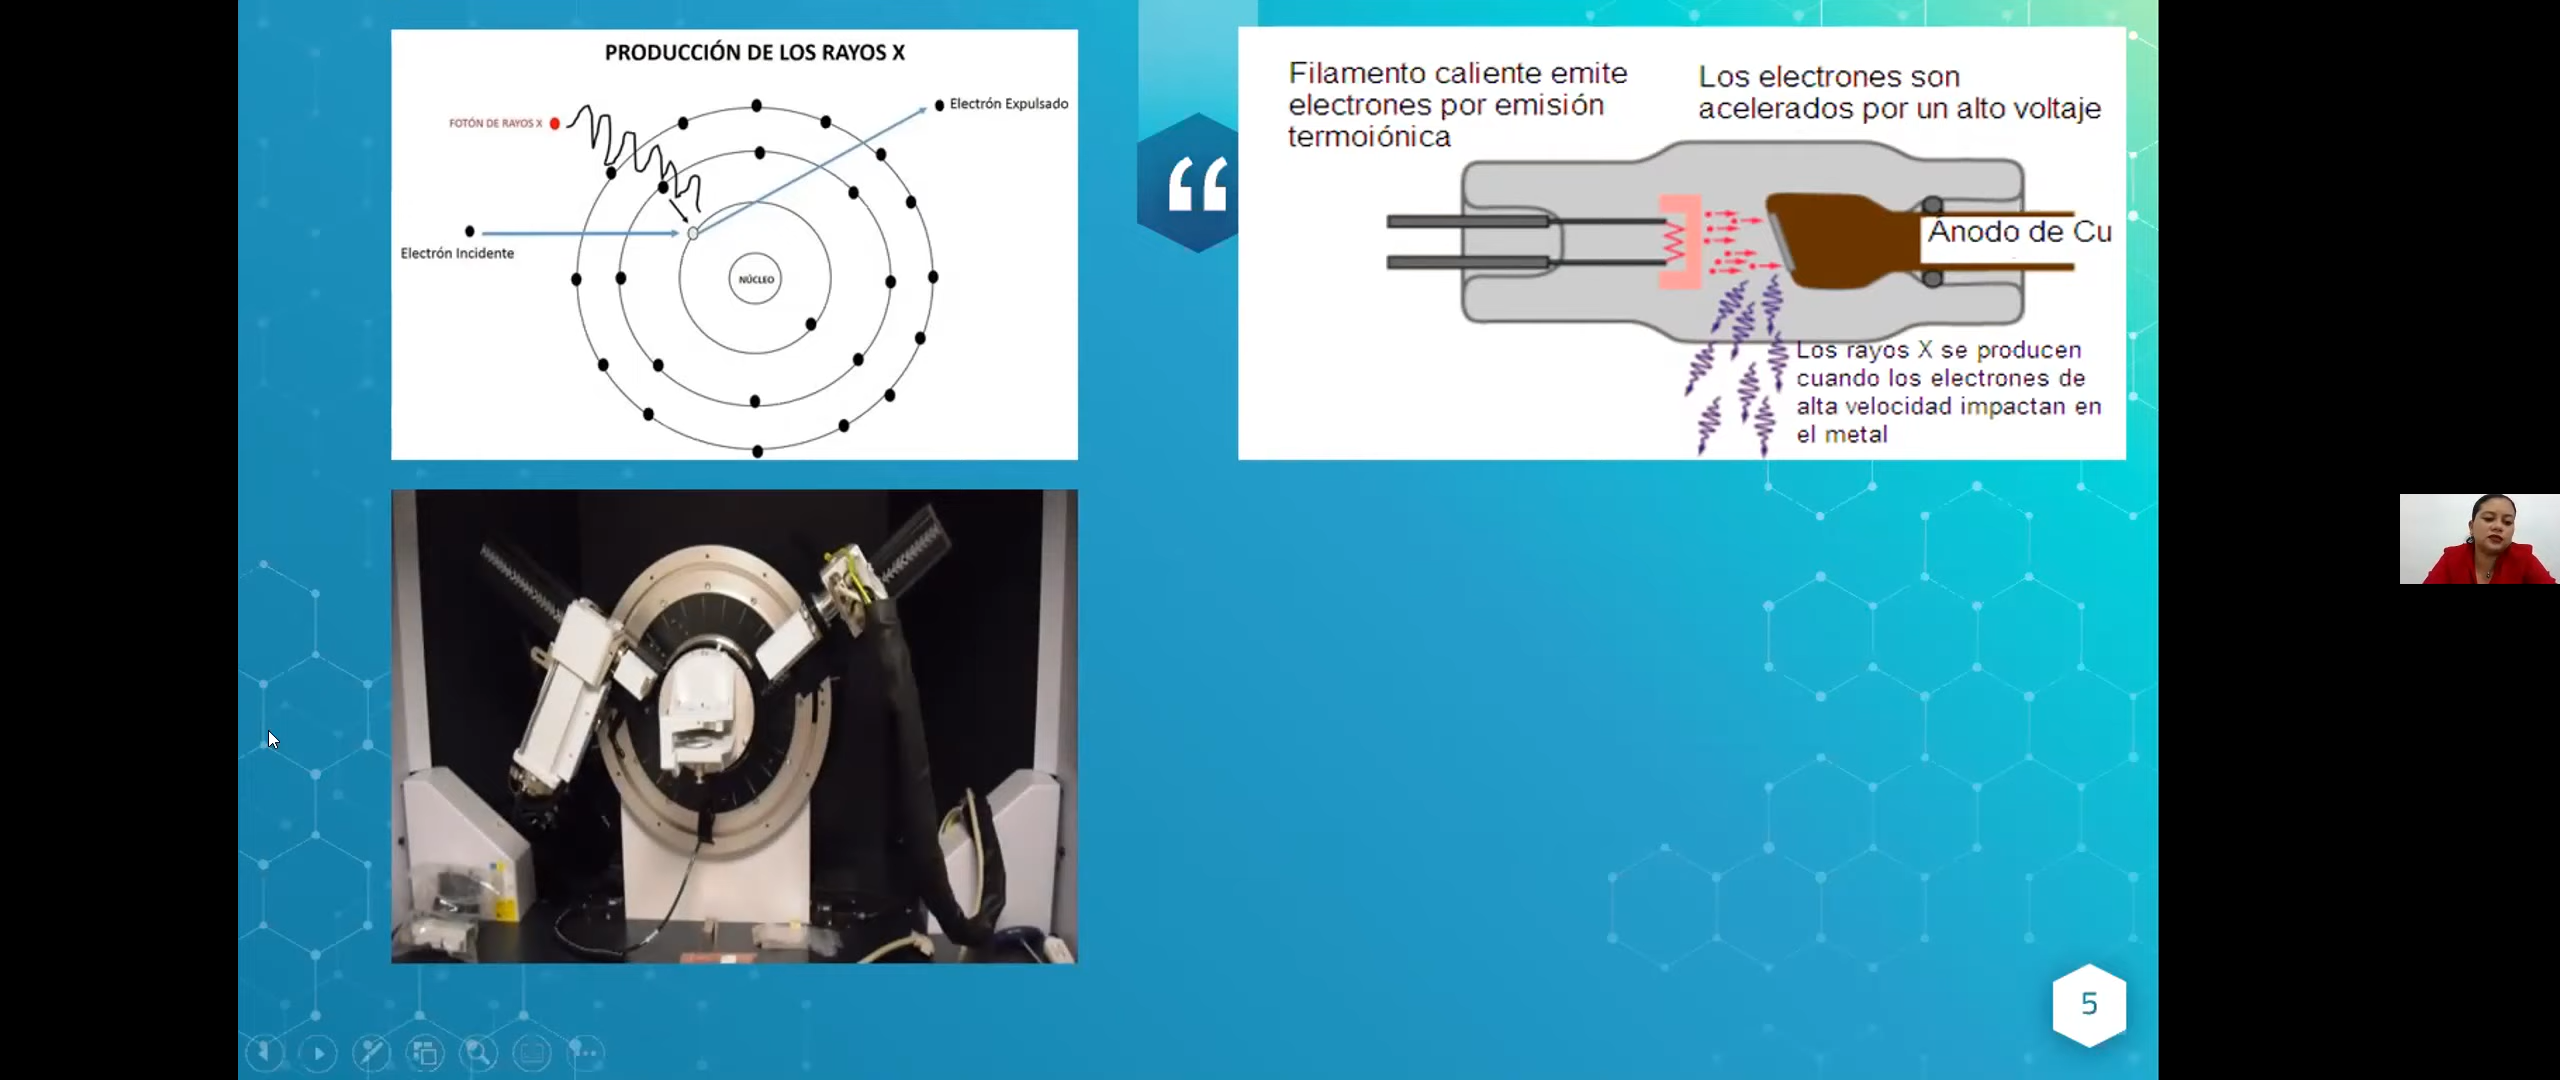 PRODUCCIÓN DE LOS RAYOS X
FOTÓN DE RAYOS X
Electrón Expulsado
Electrón Incidente
NÚCLEO
“
Filamento caliente emite
electrones por emisión
termoiónica
Los electrones son
acelerados por un alto voltaje
Ánodo de Cu
Los rayos X se producen
cuando los electrones de
alta velocidad impactan en
el metal
5